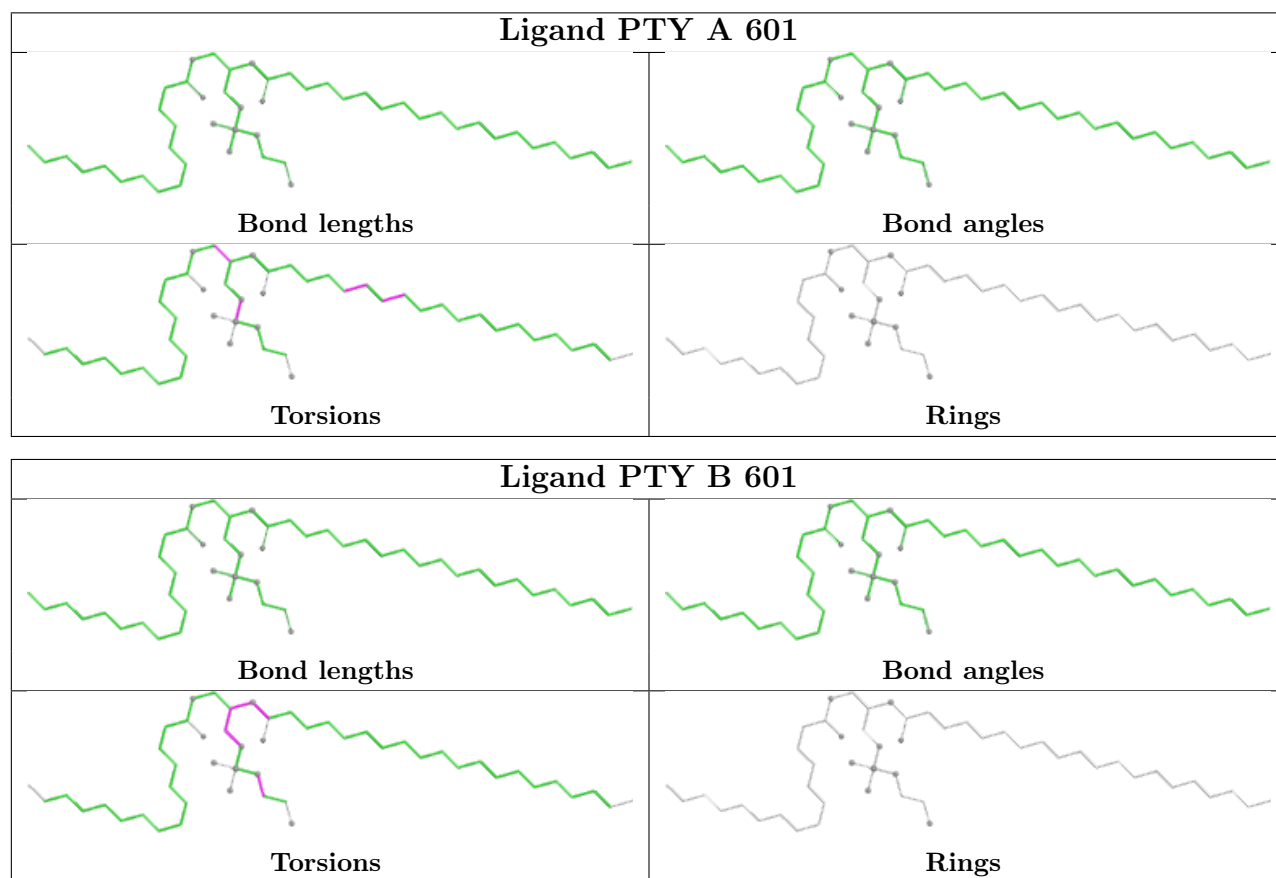 Ligand PTY A 601
Bond lengths
Bond angles
Torsions
Rings
Ligand PTY B 601
Bond lengths
Bond angles
Torsions
Rings